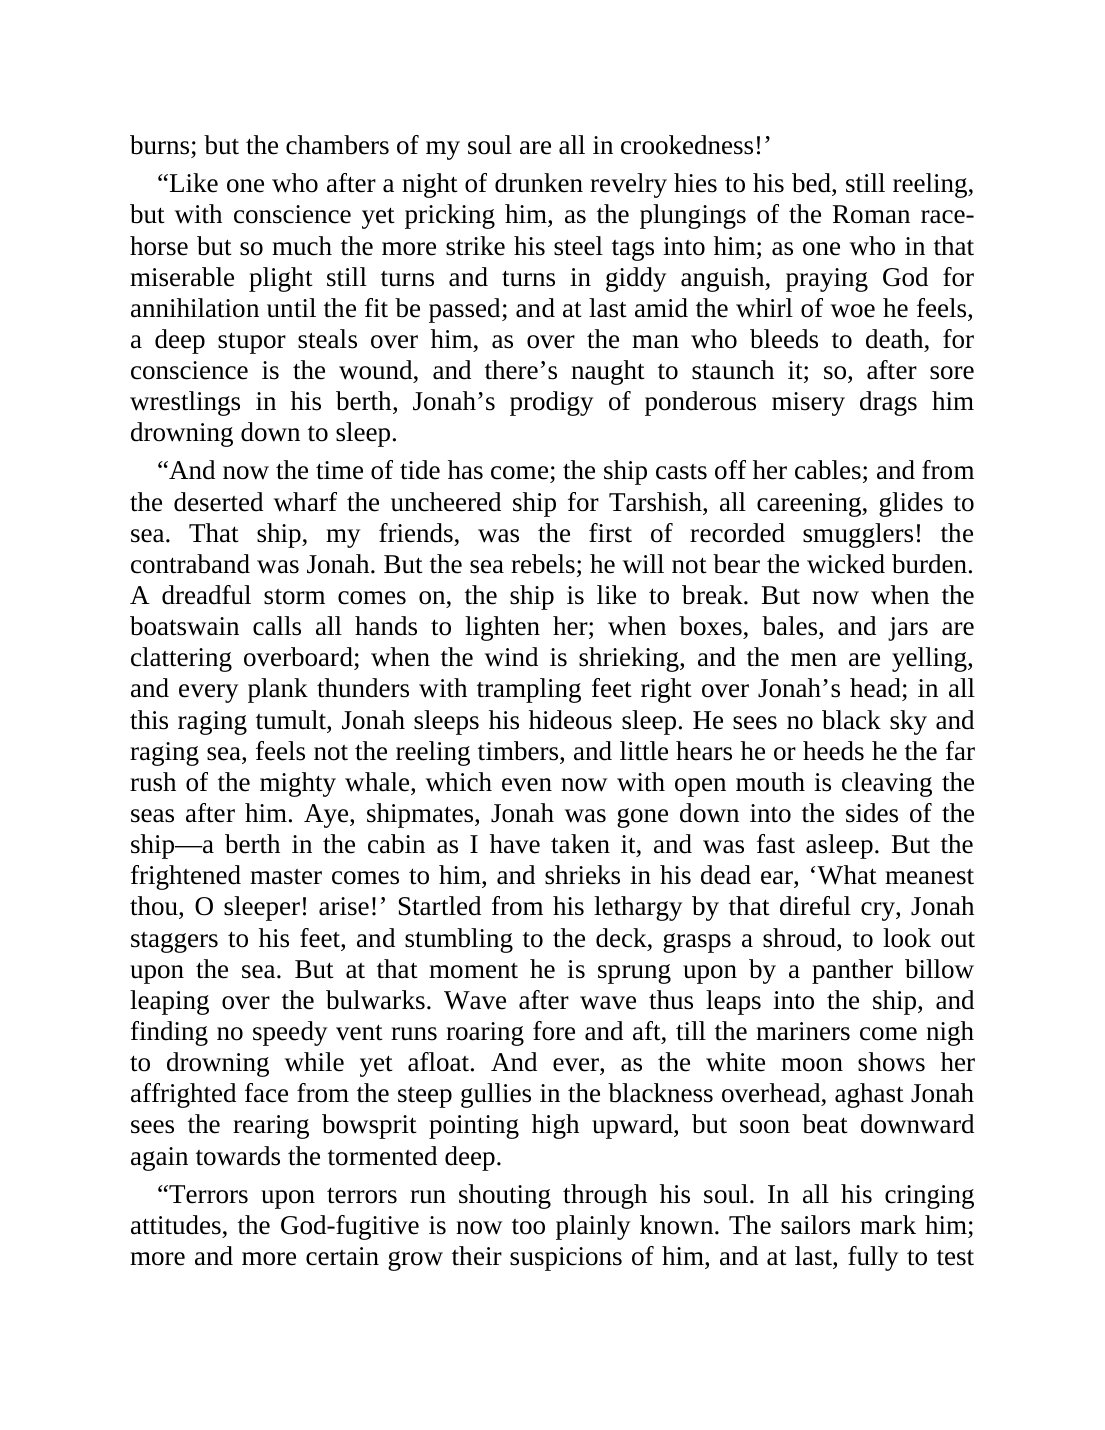 burns; but the chambers of my soul are all in crookedness!’
“Like one who after a night of drunken revelry hies to his bed, still reeling,
but with conscience yet pricking him, as the plungings of the Roman race-
horse but so much the more strike his steel tags into him; as one who in that
miserable plight still turns and turns in giddy anguish, praying God for
annihilation until the fit be passed; and at last amid the whirl of woe he feels,
a deep stupor steals over him, as over the man who bleeds to death, for
conscience is the wound, and there’s naught to staunch it; so, after sore
wrestlings in his berth, Jonah’s prodigy of ponderous misery drags him
drowning down to sleep.
“And now the time of tide has come; the ship casts off her cables; and from
the deserted wharf the uncheered ship for Tarshish, all careening, glides to
sea. That ship, my friends, was the first of recorded smugglers! the
contraband was Jonah. But the sea rebels; he will not bear the wicked burden.
A dreadful storm comes on, the ship is like to break. But now when the
boatswain calls all hands to lighten her; when boxes, bales, and jars are
clattering overboard; when the wind is shrieking, and the men are yelling,
and every plank thunders with trampling feet right over Jonah’s head; in all
this raging tumult, Jonah sleeps his hideous sleep. He sees no black sky and
raging sea, feels not the reeling timbers, and little hears he or heeds he the far
rush of the mighty whale, which even now with open mouth is cleaving the
seas after him. Aye, shipmates, Jonah was gone down into the sides of the
ship—a berth in the cabin as I have taken it, and was fast asleep. But the
frightened master comes to him, and shrieks in his dead ear, ‘What meanest
thou, O sleeper! arise!’ Startled from his lethargy by that direful cry, Jonah
staggers to his feet, and stumbling to the deck, grasps a shroud, to look out
upon the sea. But at that moment he is sprung upon by a panther billow
leaping over the bulwarks. Wave after wave thus leaps into the ship, and
finding no speedy vent runs roaring fore and aft, till the mariners come nigh
to drowning while yet afloat. And ever, as the white moon shows her
affrighted face from the steep gullies in the blackness overhead, aghast Jonah
sees the rearing bowsprit pointing high upward, but soon beat downward
again towards the tormented deep.
“Terrors upon terrors run shouting through his soul. In all his cringing
attitudes, the God-fugitive is now too plainly known. The sailors mark him;
more and more certain grow their suspicions of him, and at last, fully to test